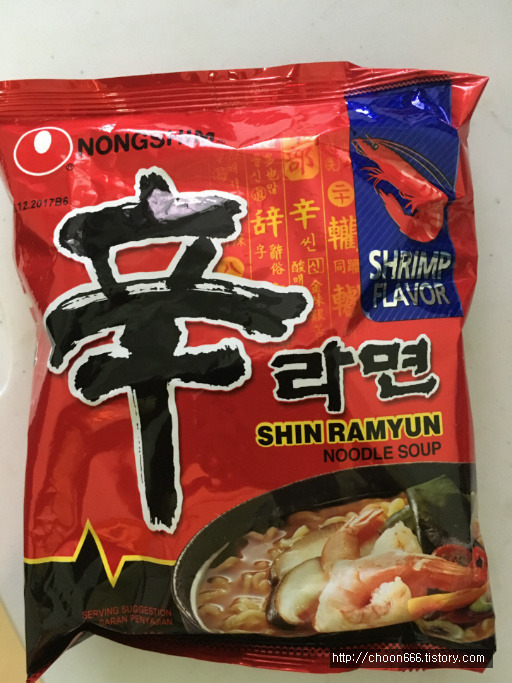 NONGSHIM
12.2017B6
辛
라면
SHRIMP
FLAVOR
SHIN RAMYUN
NOODLE SOUP
SERVING SUGGESTION
SARAN PENYAJIAN
http://choon666.tistory.com